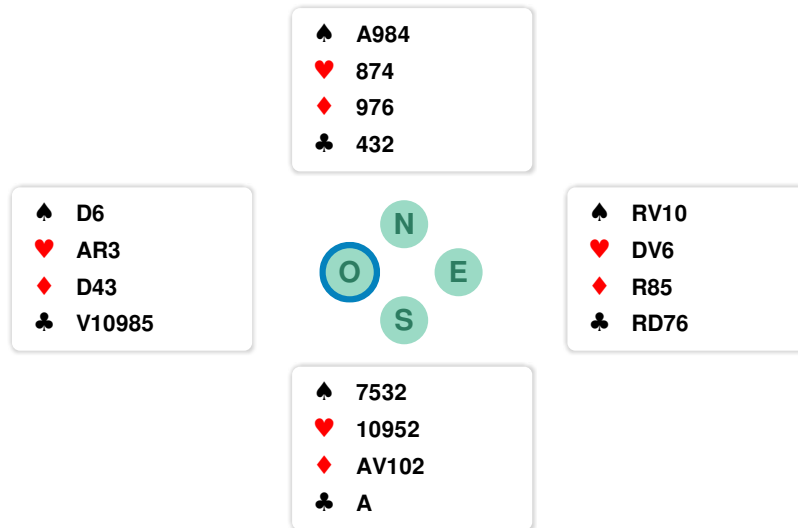 ♠ A984
♥ 874
♦ 976
♣ 432
♠ D6
♥ AR3
♦ D43
♣ V10985
N
O E
S
♠ RV10
♥ DV6
♦ R85
♣ RD76
♠ 7532
♥ 10952
♦ AV102
♣ A